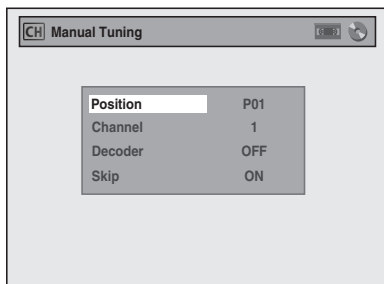 CH Manual Tuning
Position P01
Channel 1
Decoder OFF
Skip ON